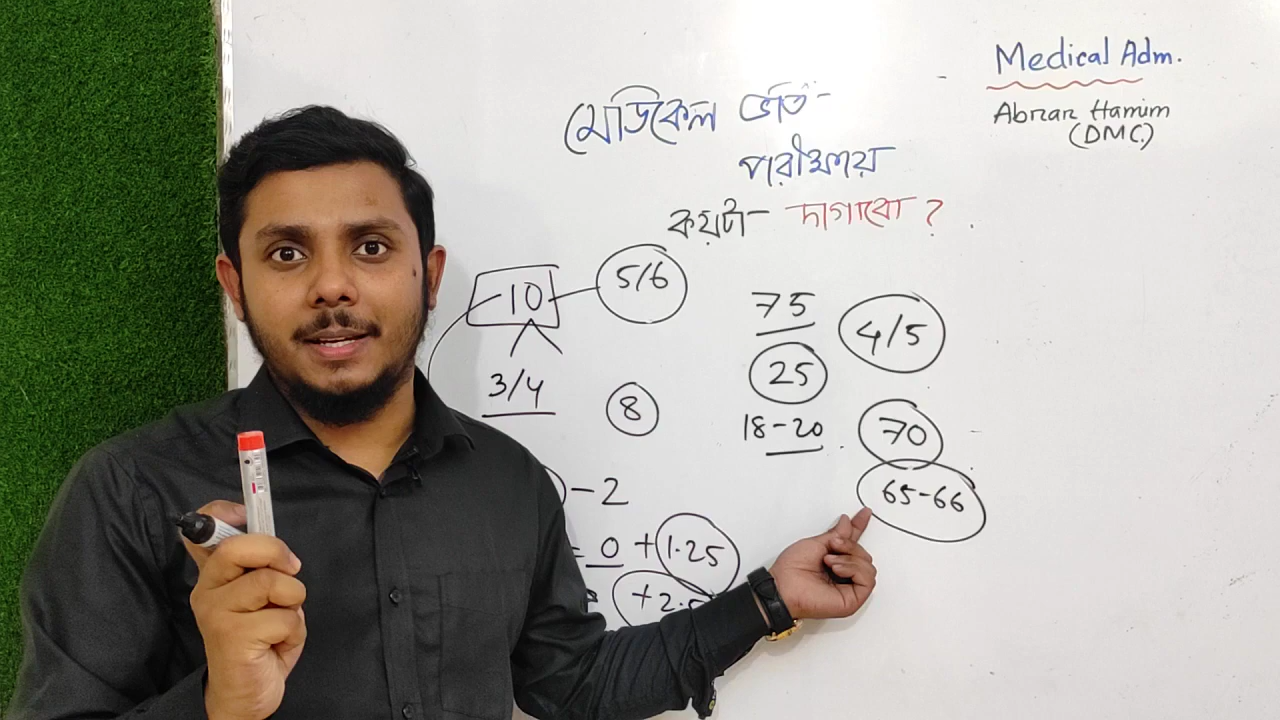 Medical Adm.
Abrar Hamim
(DMC)
মেডিকেল ভর্তি
পরীক্ষায়
কয়টা দাগাবো ?
10 5/6
3/4 8
75 4/5
25
18-20 70
65-66
-2
= 0 + 1.25
+2.5